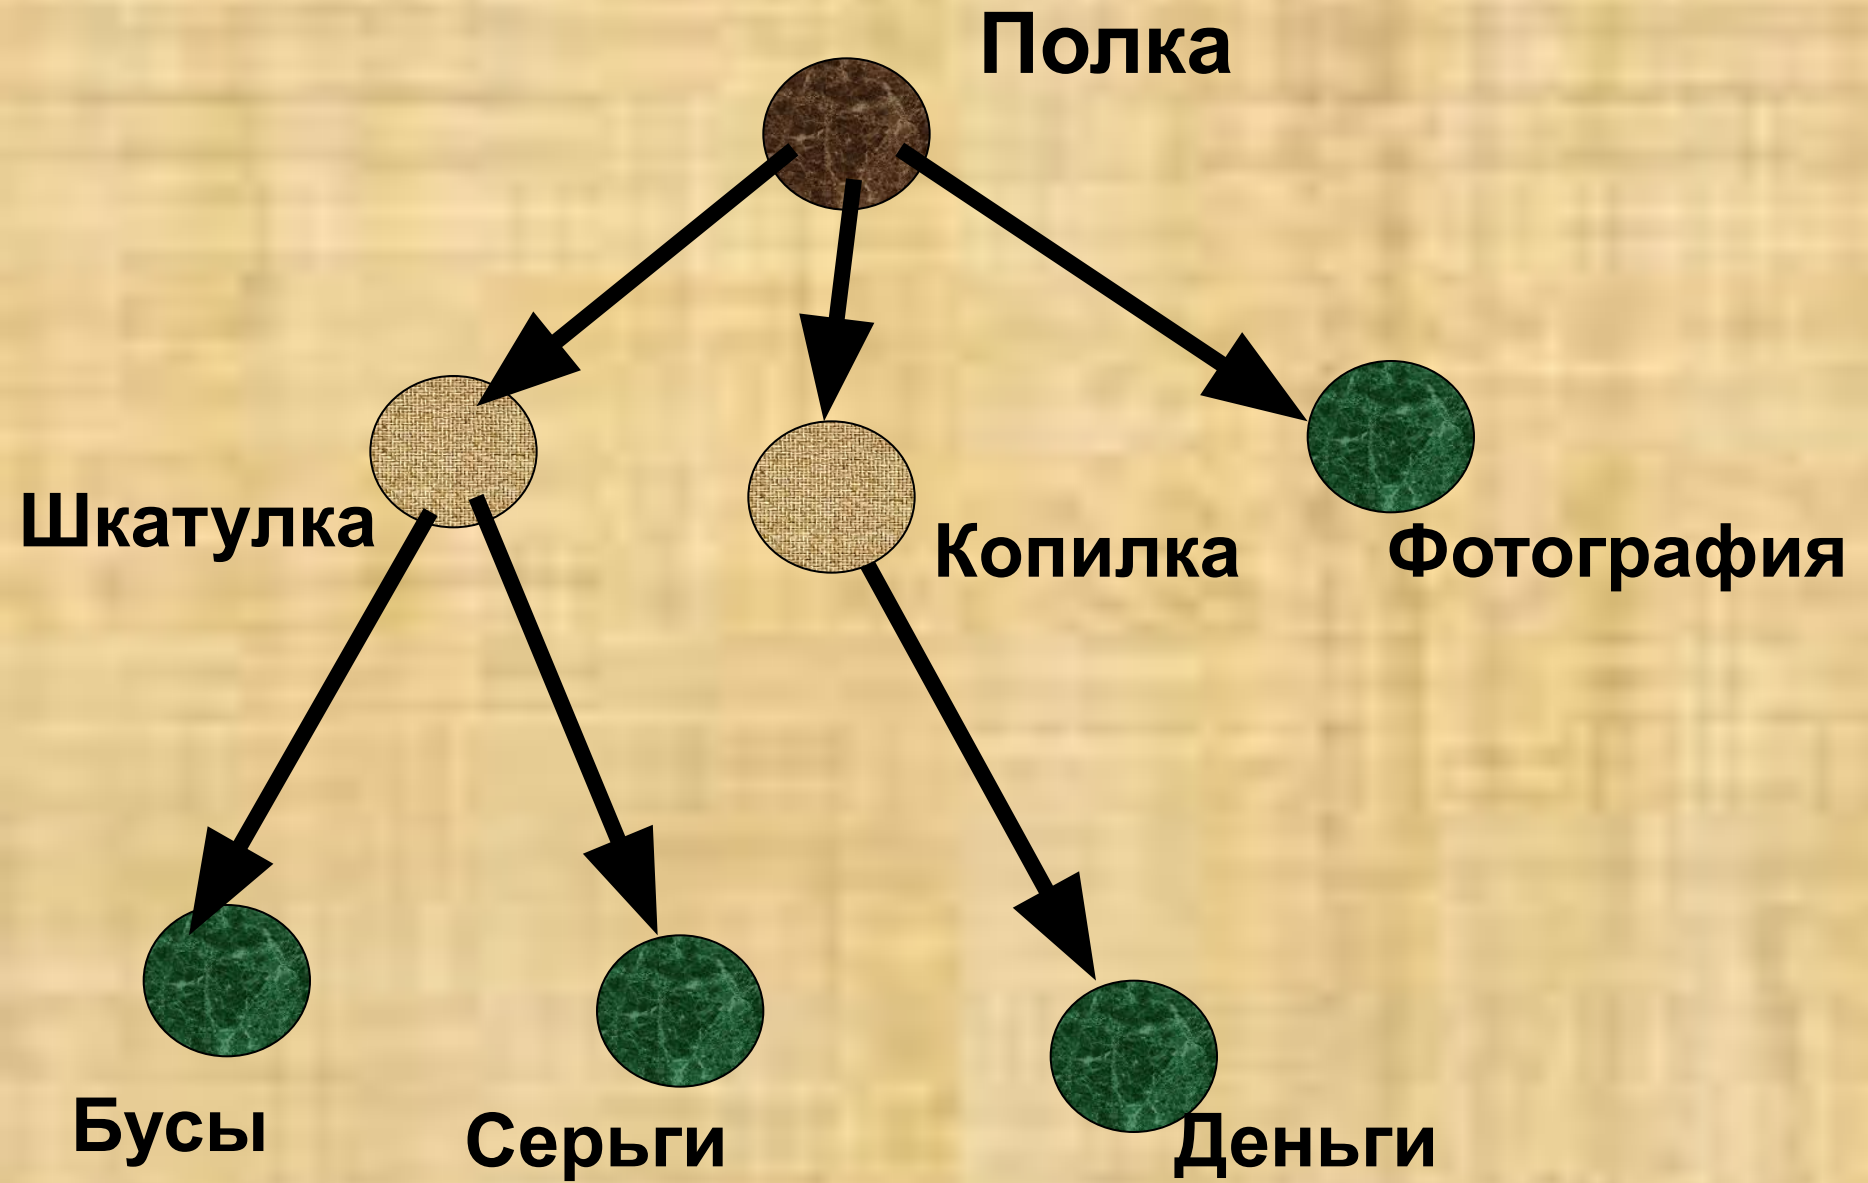 Полка
Шкатулка
Копилка
Фотография
Бусы
Серьги
Деньги